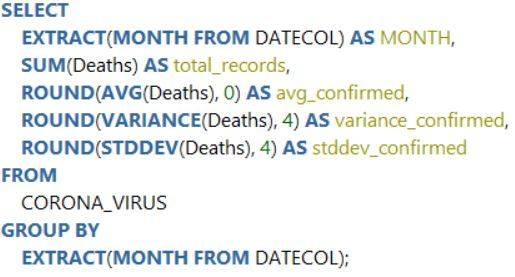 SELECT
EXTRACT(MONTH FROM DATECOL) AS MONTH,
SUM(Deaths) AS total_records,
ROUND(AVG(Deaths), 0) AS avg_confirmed,
ROUND(VARIANCE(Deaths), 4) AS variance_confirmed,
ROUND(STDDEV(Deaths), 4) AS stddev_confirmed
FROM
CORONA_VIRUS
GROUP BY
EXTRACT(MONTH FROM DATECOL);